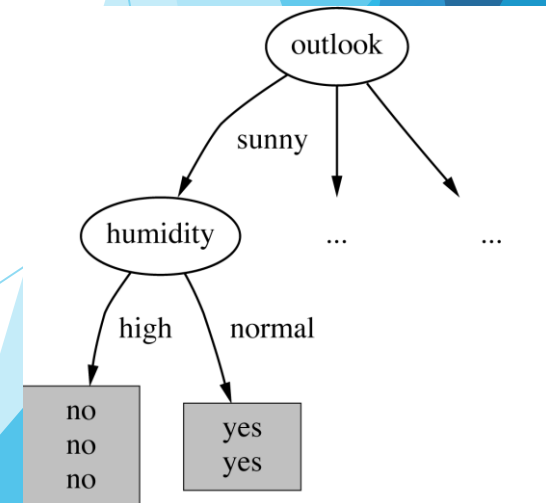 outlook
sunny
humidity
...
...
high
normal
no
no
no
yes
yes